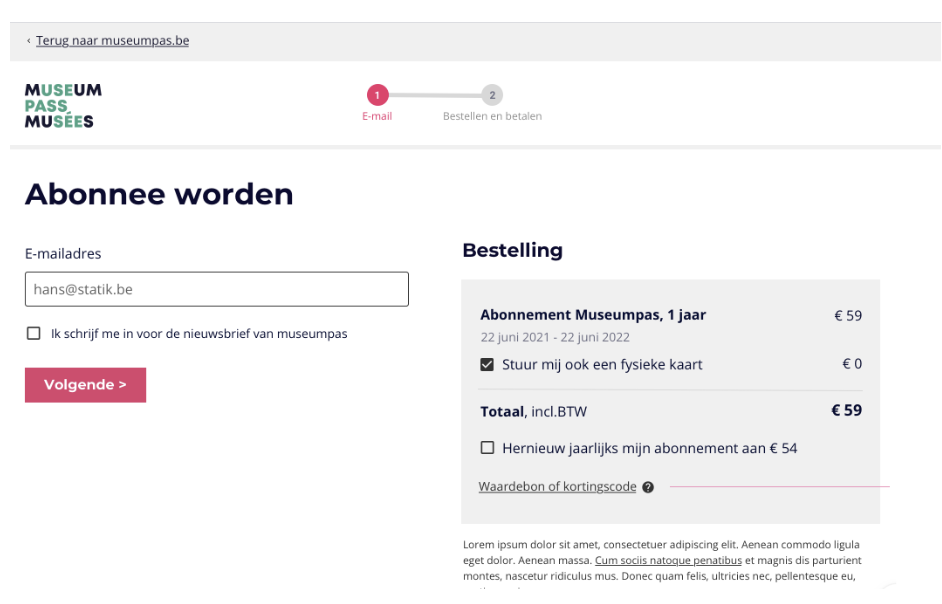 ‹ Terug naar museumpas.be
MUSEUM
PASS
MUSÉES
1
2
E-mail
Bestellen en betalen
Abonnee worden
E-mailadres
hans@statik.be
Ik schrijf me in voor de nieuwsbrief van museumpas
Volgende >
Bestelling
Abonnement Museumpas, 1 jaar € 59
22 juni 2021 - 22 juni 2022
Stuur mij ook een fysieke kaart € 0
Totaal, incl.BTW € 59
Hernieuw jaarlijks mijn abonnement aan € 54
Waardebon of kortingscode ?
Lorem ipsum dolor sit amet, consectetuer adipiscing elit. Aenean commodo ligula
eget dolor. Aenean massa. Cum sociis natoque penatibus et magnis dis parturient
montes, nascetur ridiculus mus. Donec quam felis, ultricies nec, pellentesque eu,